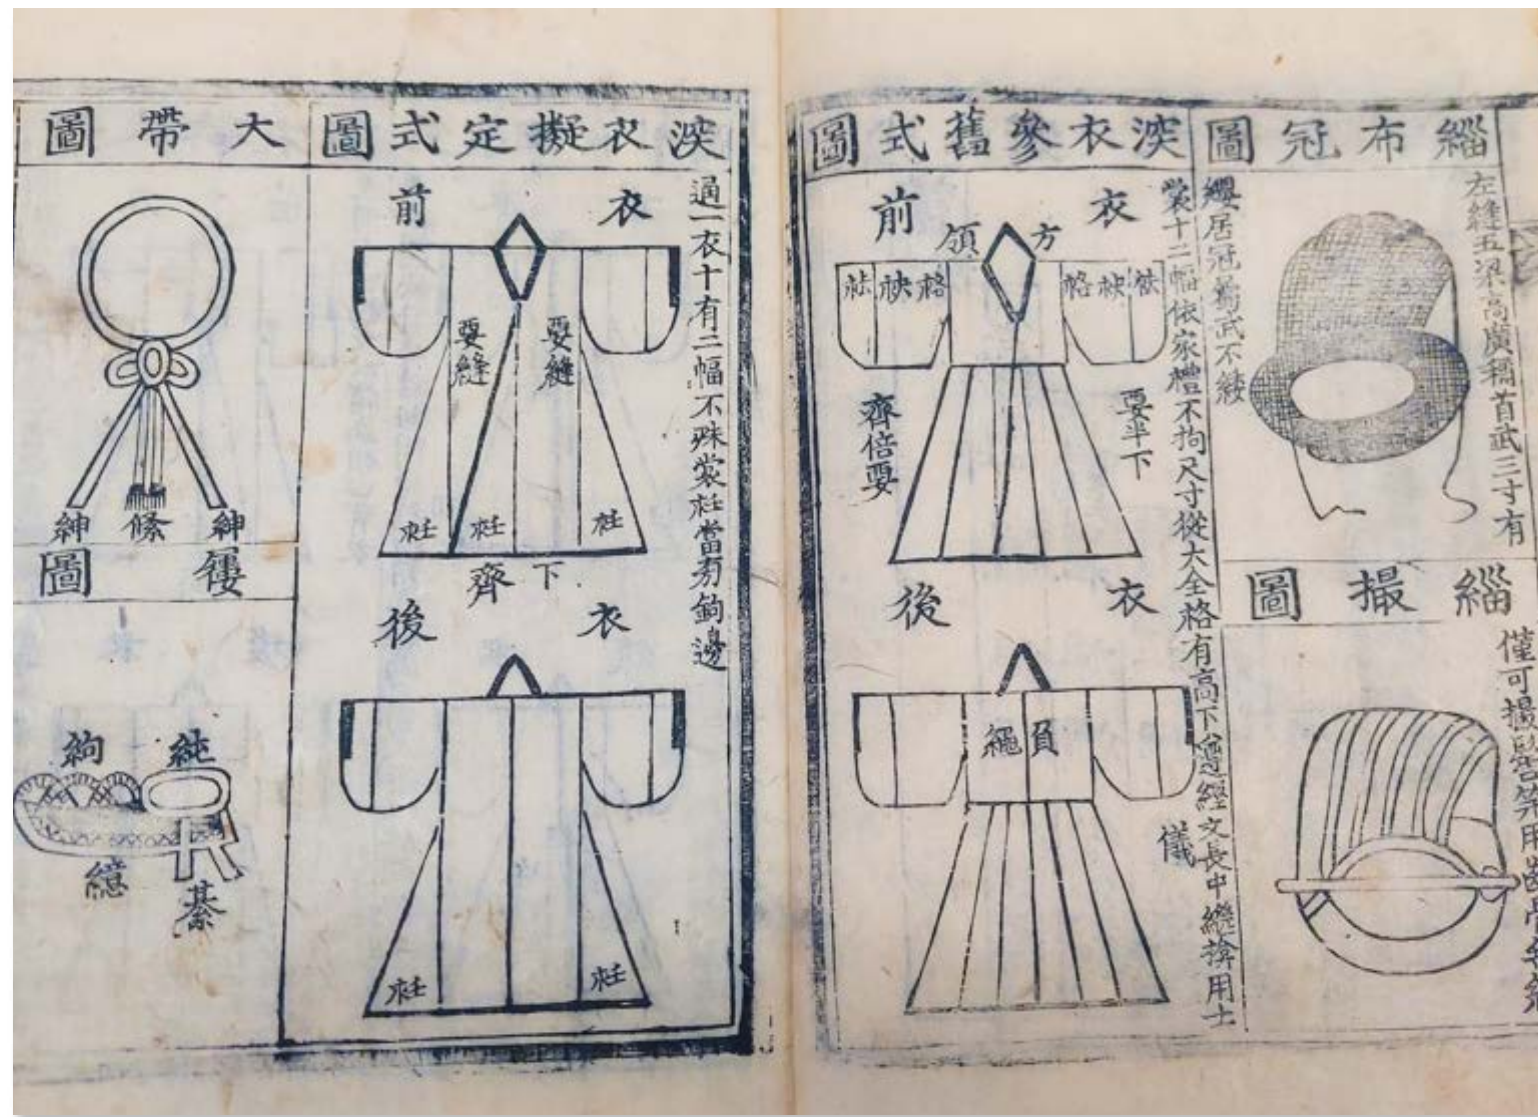 緇布冠圖
左縫五梁高廣稱首武三寸有
纓居冠武不緌
緇撮圖
僅可撮髻笄用齒
深衣參舊式圖
裳十二幅依家禮不拘尺寸從大全袼有高下遵經文長中繼揜用士
儀
衣前
方領
袪袂袼
袼袂袪
要半下
齊倍要
衣後
負繩
深衣擬定式圖
通一衣十有二幅不殊裳衽當旁鉤邊
衣前
要縫
要縫
衽
衽
衽
下齊
衣後
衽
衽
大帶圖
紳
絛
紳
屨圖
純
絇
繶
綦